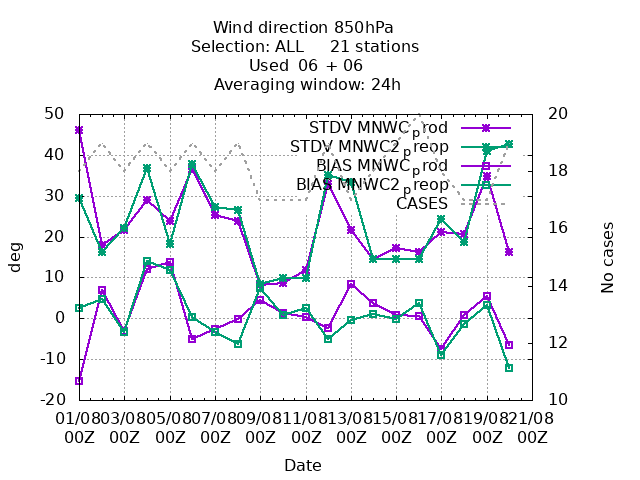 Wind direction 850hPa
Selection: ALL 21 stations
Used 06 + 06
Averaging window: 24h
50 20
STDV MNWC_prod
STDV MNWC2_preop
BIAS MNWC_prod
BIAS MNWC2_preop
CASES
40 18
30
20 16
10 14
0
-10 12
-20 10
deg
No cases
01/08 03/08 05/08 07/08 09/08 11/08 13/08 15/08 17/08 19/08 21/08
00Z 00Z 00Z 00Z 00Z 00Z 00Z 00Z 00Z 00Z 00Z
Date